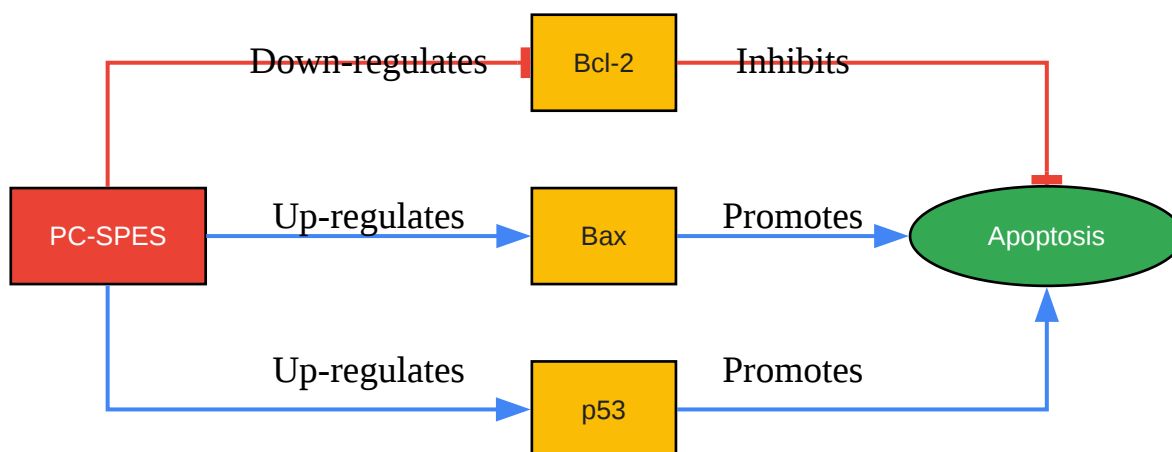 Down-regulates
Bcl-2
Inhibits
PC-SPES
Up-regulates
Bax
Promotes
Apoptosis
Up-regulates
p53
Promotes